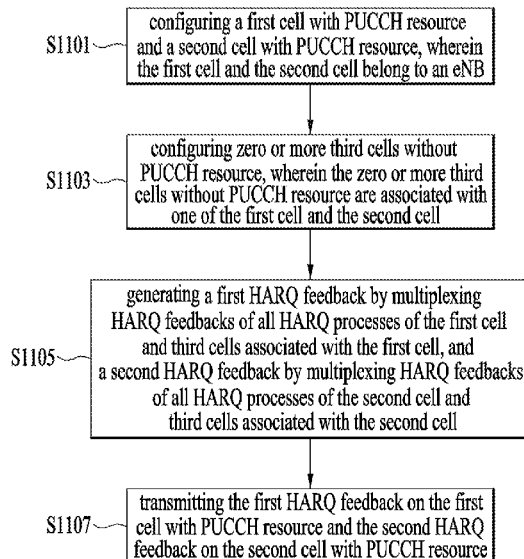 S1101
configuring a first cell with PUCCH resource
and a second cell with PUCCH resource, wherein
the first cell and the second cell belong to an eNB
S1103
configuring zero or more third cells without
PUCCH resource, wherein the zero or more third
cells without PUCCH resource are associated with
one of the first cell and the second cell
S1105
generating a first HARQ feedback by multiplexing
HARQ feedbacks of all HARQ processes of the first cell
and third cells associated with the first cell, and
a second HARQ feedback by multiplexing HARQ feedbacks
of all HARQ processes of the second cell and
third cells associated with the second cell
S1107
transmitting the first HARQ feedback on the first
cell with PUCCH resource and the second HARQ
feedback on the second cell with PUCCH resource